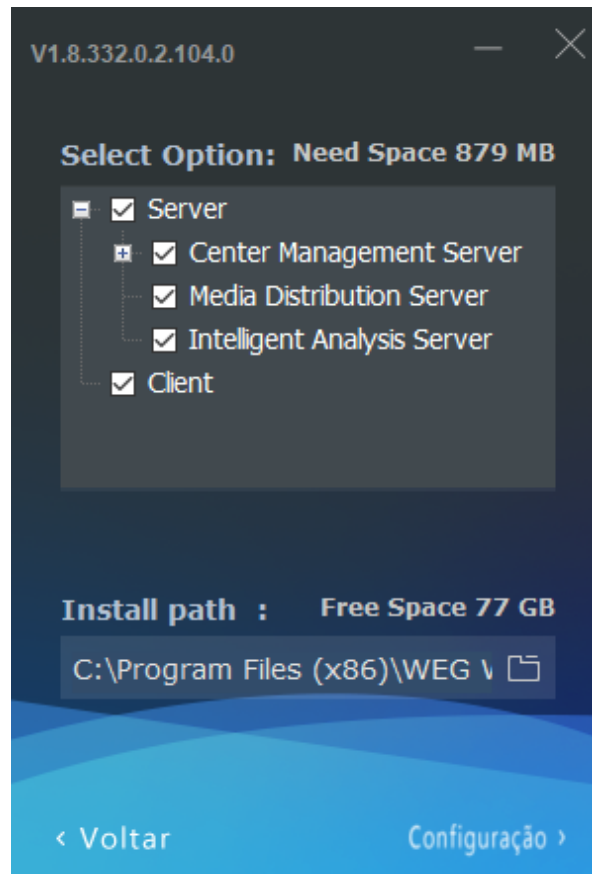 V1.8.332.0.2.104.0
Select Option: Need Space 879 MB
Server
Center Management Server
Media Distribution Server
Intelligent Analysis Server
Client
Install path : Free Space 77 GB
C:\Program Files (x86)\WEG
‹ Voltar Configuração ›